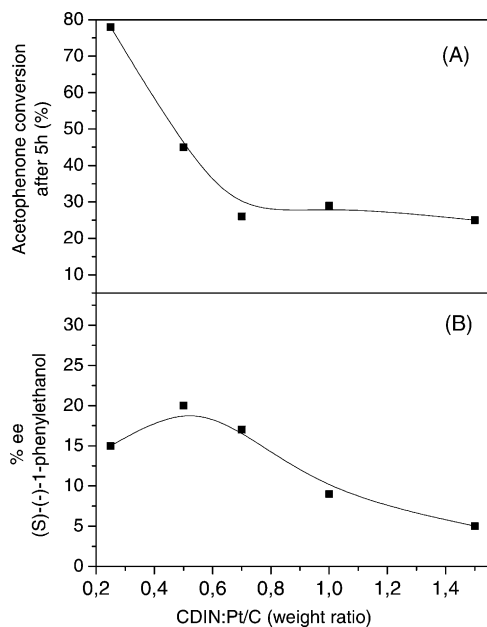 80
70
60
50
40
30
20
10
Acetophenone conversion
after 5h (%)
(A)
30
25
20
15
10
5
0
% ee
(S)-(-)-1-phenylethanol
(B)
0,2 0,4 0,6 0,8 1,0 1,2 1,4
CDIN:Pt/C (weight ratio)